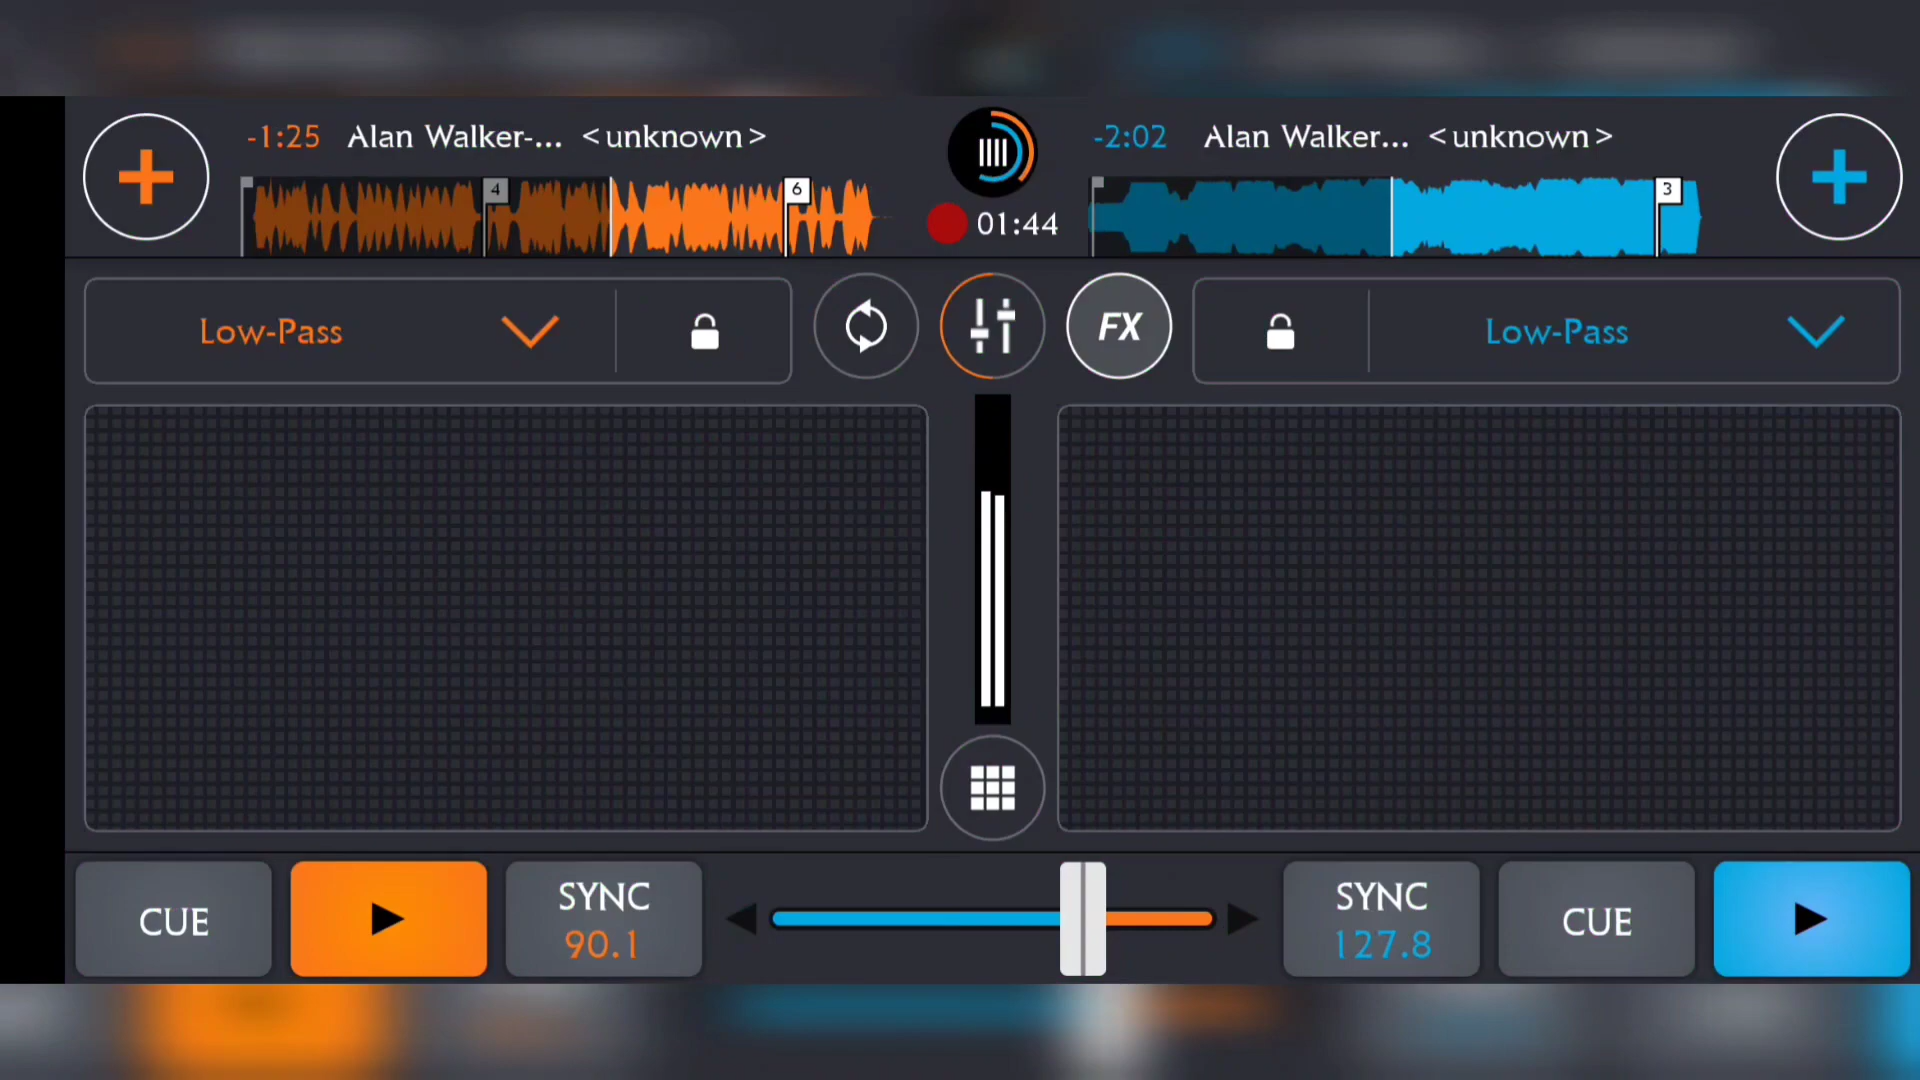 -1:25 Alan Walker-... <unknown>
-2:02 Alan Walker... <unknown>
4
6
3
01:44
Low-Pass
FX
Low-Pass
CUE
SYNC
90.1
SYNC
127.8
CUE